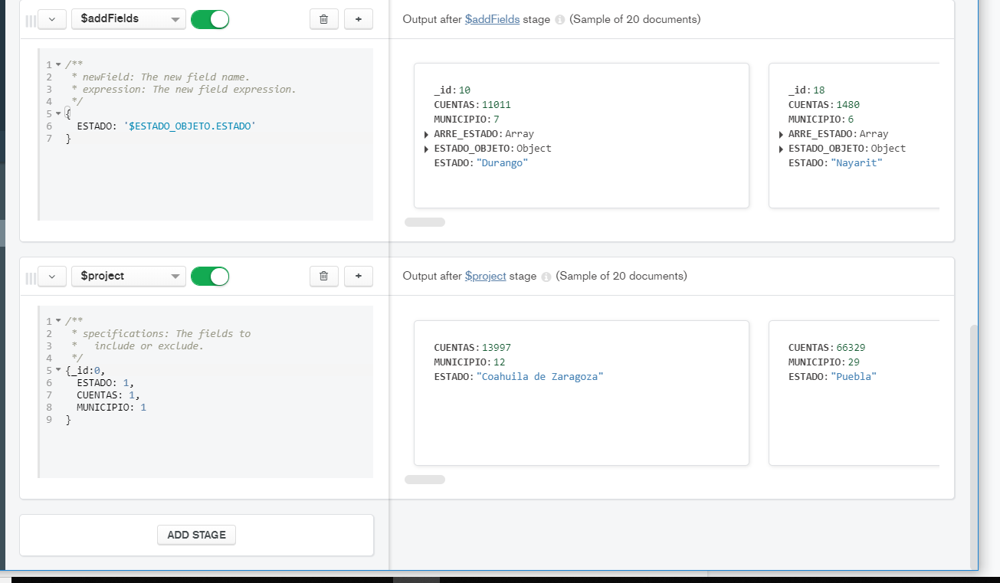 $addFields
Output after $addFields stage (Sample of 20 documents)
1 /**
2 * newField: The new field name.
3 * expression: The new field expression.
4 */
5 {
6 ESTADO: '$ESTADO_OBJETO.ESTADO'
7 }
_id: 10
CUENTAS: 11011
MUNICIPIO: 7
ARRE_ESTADO: Array
ESTADO_OBJETO: Object
ESTADO: "Durango"
_id: 18
CUENTAS: 1480
MUNICIPIO: 6
ARRE_ESTADO: Array
ESTADO_OBJETO: Object
ESTADO: "Nayarit"
$project
Output after $project stage (Sample of 20 documents)
1 /**
2 * specifications: The fields to
3 * include or exclude.
4 */
5 {_id:0,
6 ESTADO: 1,
7 CUENTAS: 1,
8 MUNICIPIO: 1
9 }
CUENTAS: 13997
MUNICIPIO: 12
ESTADO: "Coahuila de Zaragoza"
CUENTAS: 66329
MUNICIPIO: 29
ESTADO: "Puebla"
ADD STAGE